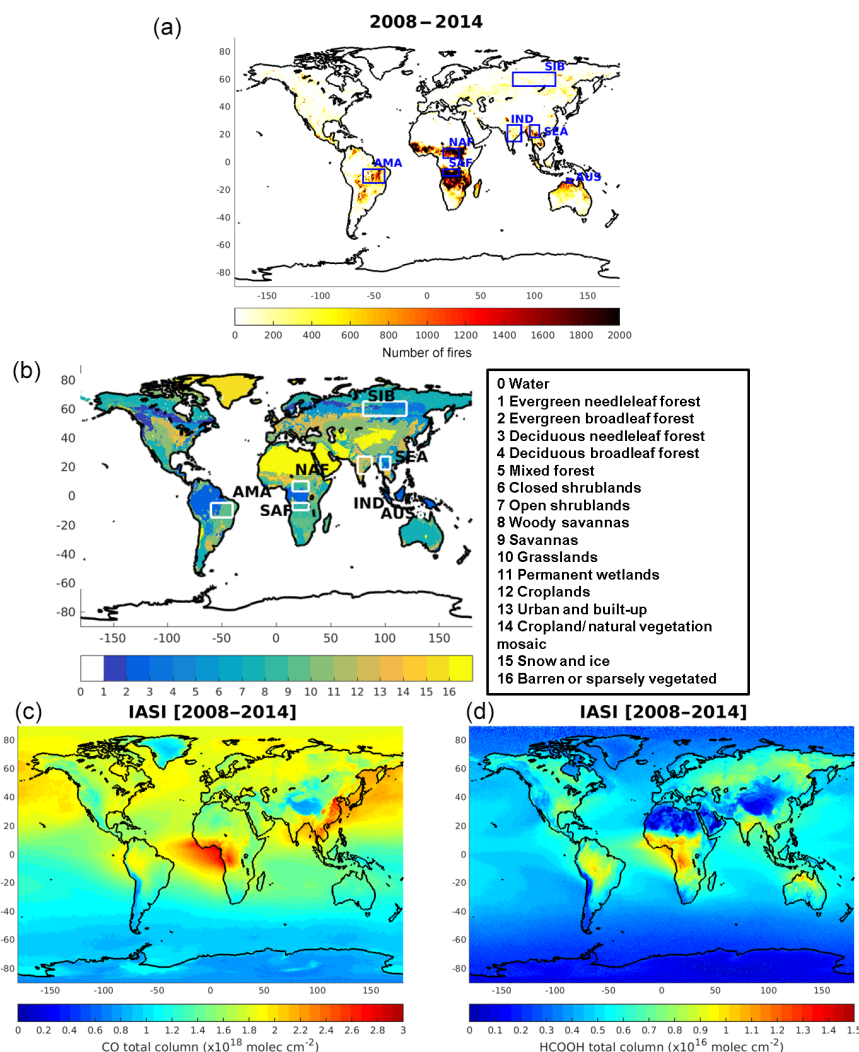 (a)
2008−2014
80
60
40
20
0
-20
-40
-60
-80
SIB
IND
SEA
NAF
SAF
AMA
AUS
-150 -100 -50 0 50 100 150
0 200 400 600 800 1000 1200 1400 1600 1800 2000
Number of fires
(b)
80
60
40
20
0
-20
-40
-60
-80
SIB
SEA
NAF
AMA
IND
SAF
AUS
-150 -100 -50 0 50 100 150
0 1 2 3 4 5 6 7 8 9 10 11 12 13 14 15 16
0 Water
1 Evergreen needleleaf forest
2 Evergreen broadleaf forest
3 Deciduous needleleaf forest
4 Deciduous broadleaf forest
5 Mixed forest
6 Closed shrublands
7 Open shrublands
8 Woody savannas
9 Savannas
10 Grasslands
11 Permanent wetlands
12 Croplands
13 Urban and built-up
14 Cropland/natural vegetation
mosaic
15 Snow and ice
16 Barren or sparsely vegetated
(c)
IASI [2008−2014]
80
60
40
20
0
-20
-40
-60
-80
-150 -100 -50 0 50 100 150
0 0.2 0.4 0.6 0.8 1 1.2 1.4 1.6 1.8 2 2.2 2.4 2.6 2.8 3
CO total column (x10^18 molec cm^-2)
(d)
IASI [2008−2014]
80
60
40
20
0
-20
-40
-60
-80
-150 -100 -50 0 50 100 150
0 0.1 0.2 0.3 0.4 0.5 0.6 0.7 0.8 0.9 1 1.1 1.2 1.3 1.4 1.5
HCOOH total column (x10^16 molec cm^-2)